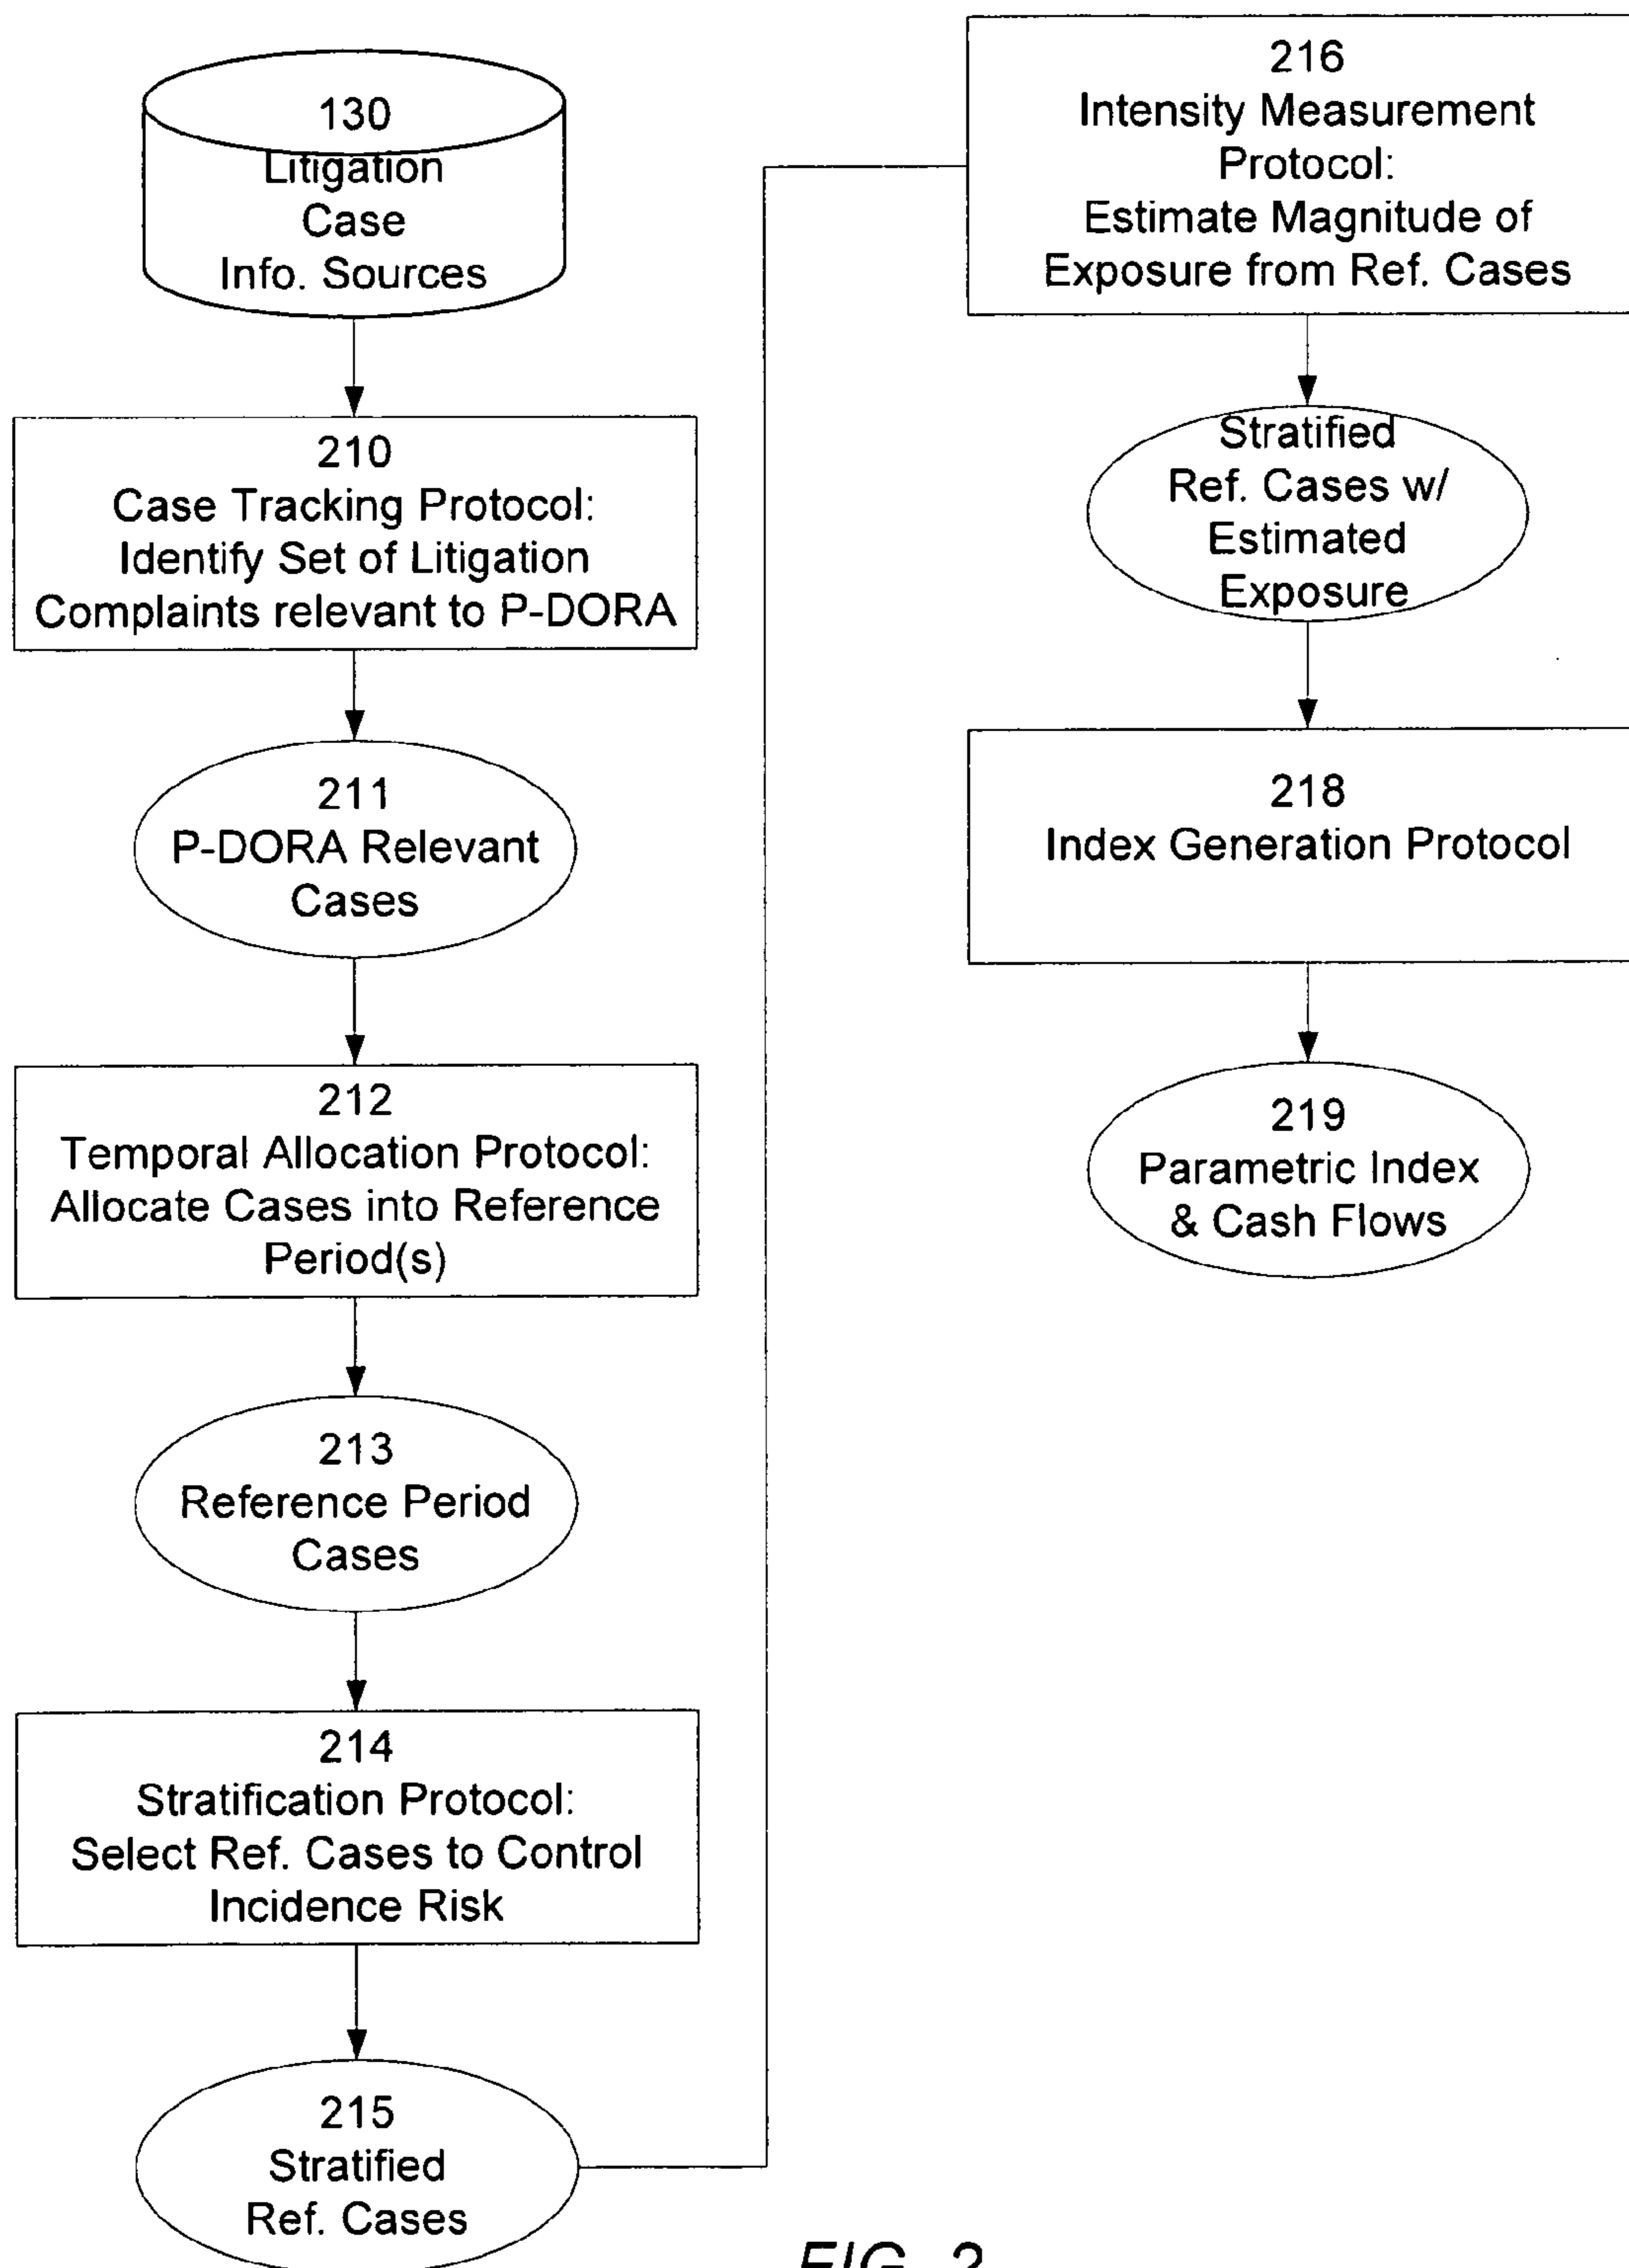 130
Litigation
Case
Info. Sources
210
Case Tracking Protocol:
Identify Set of Litigation
Complaints relevant to P-DORA
211
P-DORA Relevant
Cases
212
Temporal Allocation Protocol:
Allocate Cases into Reference
Period(s)
213
Reference Period
Cases
214
Stratification Protocol:
Select Ref. Cases to Control
Incidence Risk
215
Stratified
Ref. Cases
216
Intensity Measurement
Protocol:
Estimate Magnitude of
Exposure from Ref. Cases
Stratified
Ref. Cases w/
Estimated
Exposure
218
Index Generation Protocol
219
Parametric Index
& Cash Flows
FIG. 2